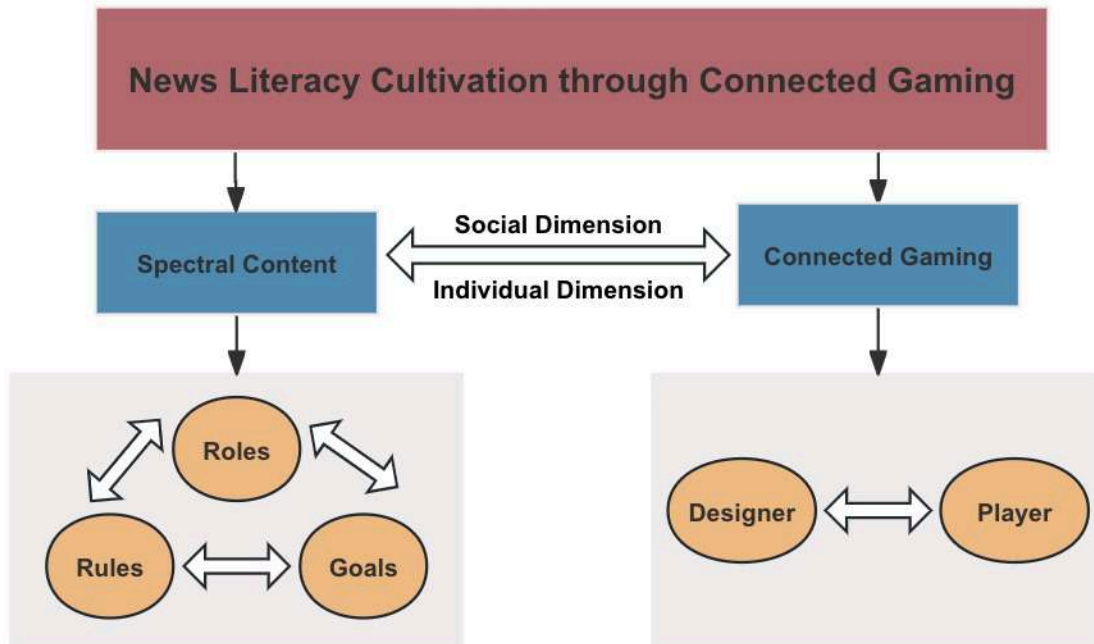 News Literacy Cultivation through Connected Gaming
Social Dimension
Spectral Content
Connected Gaming
Individual Dimension
Roles
Rules
Goals
Designer
Player